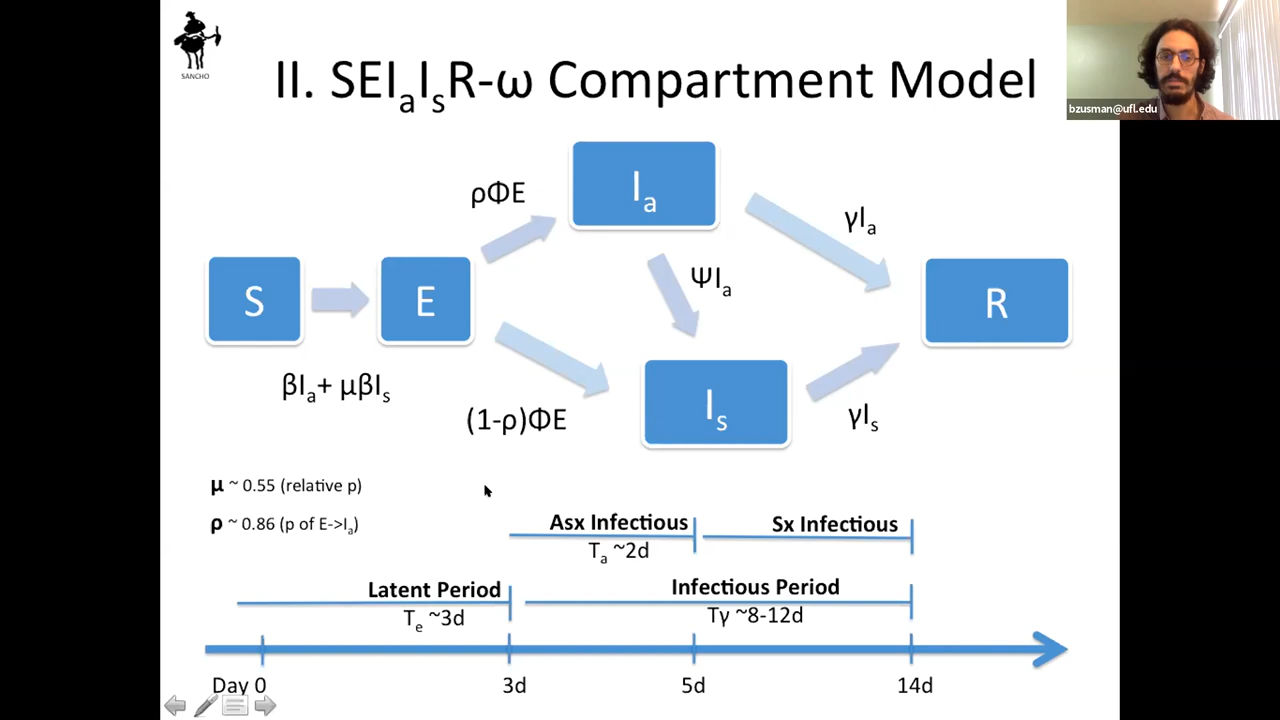 SANCHO
II. SEIaIsR-ω Compartment Model
bzusman@ufl.edu
Ia
ρΦE
γIa
S
E
ΨIa
R
βIa+ μβIs
(1-ρ)ΦE
Is
γIs
μ ~ 0.55 (relative p)
ρ ~ 0.86 (p of E->Ia)
Asx Infectious
Ta ~2d
Sx Infectious
Latent Period
Te ~3d
Infectious Period
Tγ ~8-12d
Day 0
3d
5d
14d